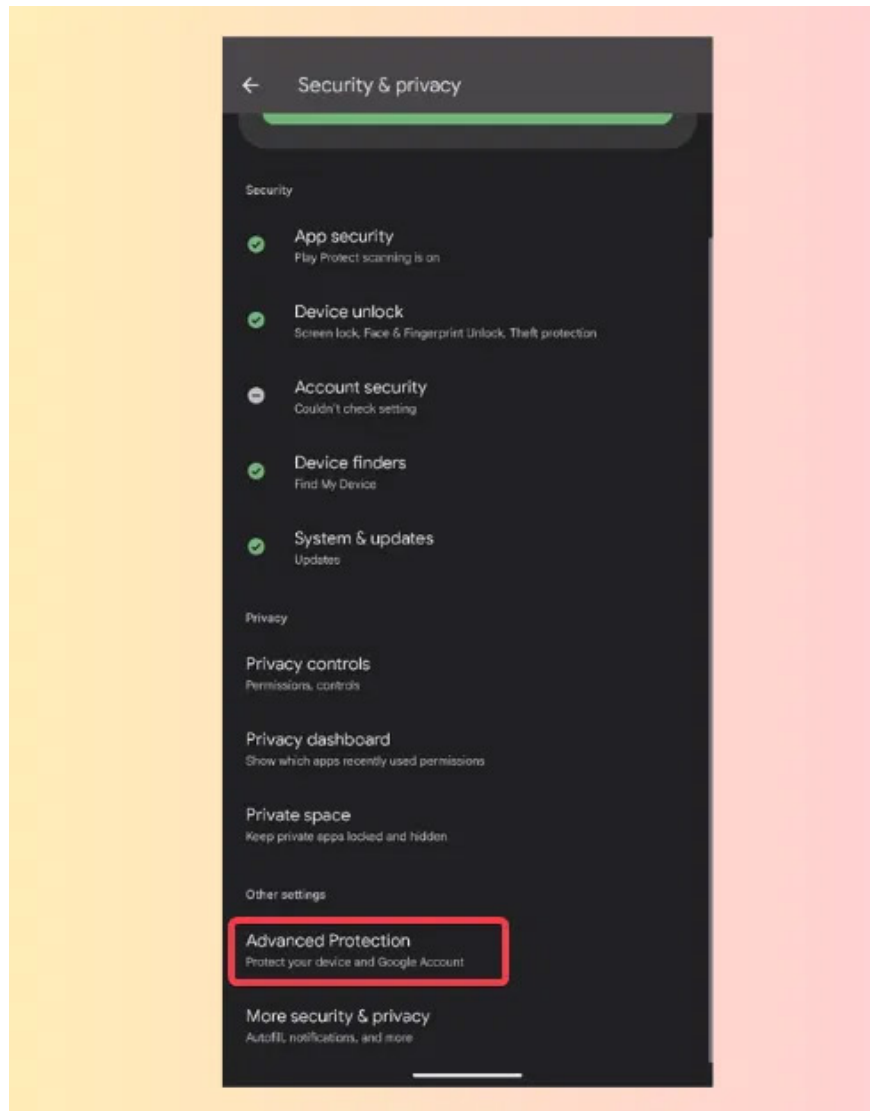 Security & privacy
Security
App security
Play Protect scanning is on
Device unlock
Screen lock, Face & Fingerprint Unlock, Theft protection
Account security
Couldn't check setting
Device finders
Find My Device
System & updates
Updates
Privacy
Privacy controls
Permissions, controls
Privacy dashboard
Show which apps recently used permissions
Private space
Keep private apps locked and hidden
Other settings
Advanced Protection
Protect your device and Google Account
More security & privacy
Autofill, notifications, and more